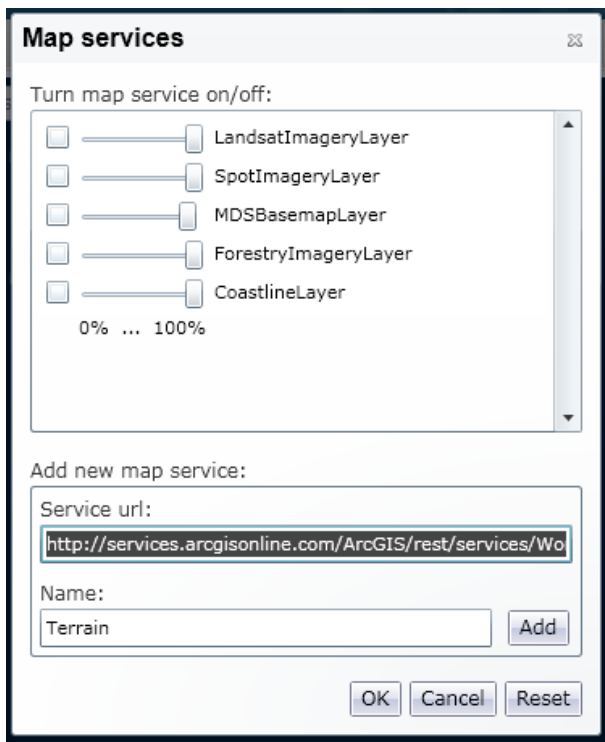 Map services
Turn map service on/off:
LandsatImageryLayer
SpotImageryLayer
MDSBasemapLayer
ForestryImageryLayer
CoastlineLayer
0% ... 100%
Add new map service:
Service url:
http://services.arcgisonline.com/ArcGIS/rest/services/Wo
Name:
Terrain
Add
OK Cancel Reset